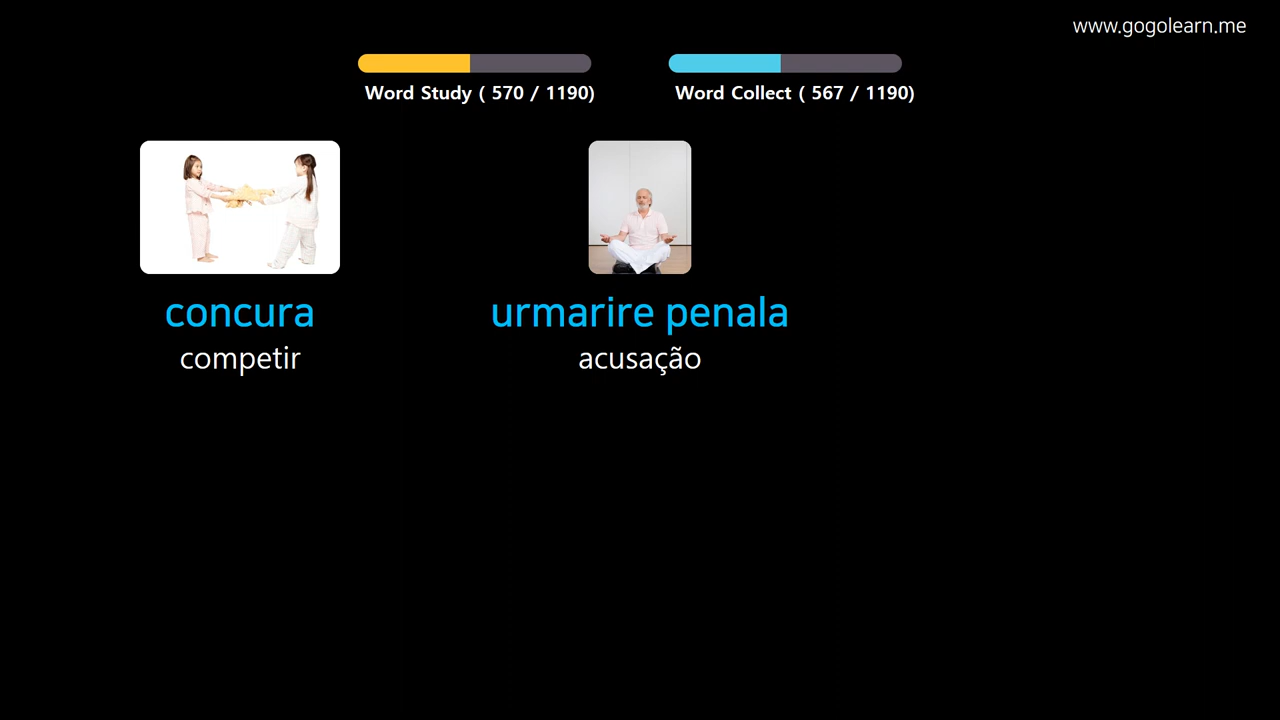 www.gogolearn.me
Word Study ( 570 / 1190)
Word Collect ( 567 / 1190)
concura
competir
urmarire penala
acusação